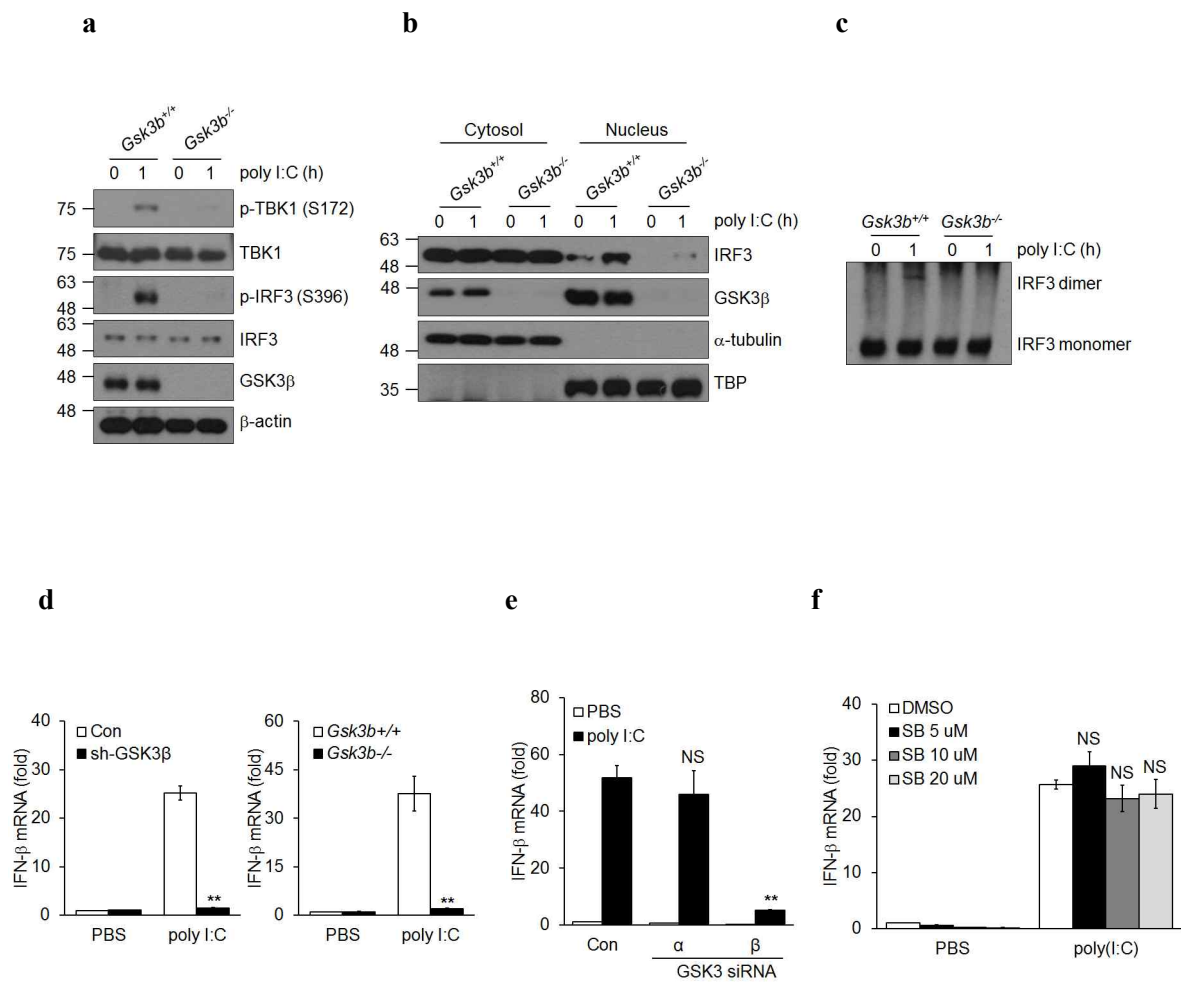 a
Gsk3b+/+ Gsk3b-/-
0 1 0 1 poly I:C (h)
75 p-TBK1 (S172)
75 TBK1
63
48 p-IRF3 (S396)
63
48 IRF3
48 GSK3β
48 β-actin
b
Cytosol Nucleus
Gsk3b+/+ Gsk3b-/- Gsk3b+/+ Gsk3b-/-
0 1 0 1 0 1 0 1 poly I:C (h)
63
48 IRF3
48 GSK3β
48 α-tubulin
35 TBP
c
Gsk3b+/+ Gsk3b-/-
0 1 0 1 poly I:C (h)
IRF3 dimer
IRF3 monomer
d
IFN-β mRNA (fold)
40
30
20
10
0
Con
sh-GSK3β
**
PBS poly I:C
IFN-β mRNA (fold)
60
45
30
15
0
Gsk3b+/+
Gsk3b-/-
**
PBS poly I:C
e
IFN-β mRNA (fold)
80
60
40
20
0
PBS
poly I:C
NS
**
Con α β
GSK3 siRNA
f
IFN-β mRNA (fold)
40
30
20
10
0
DMSO
SB 5 uM
SB 10 uM
SB 20 uM
NS
NS NS
PBS poly(I:C)